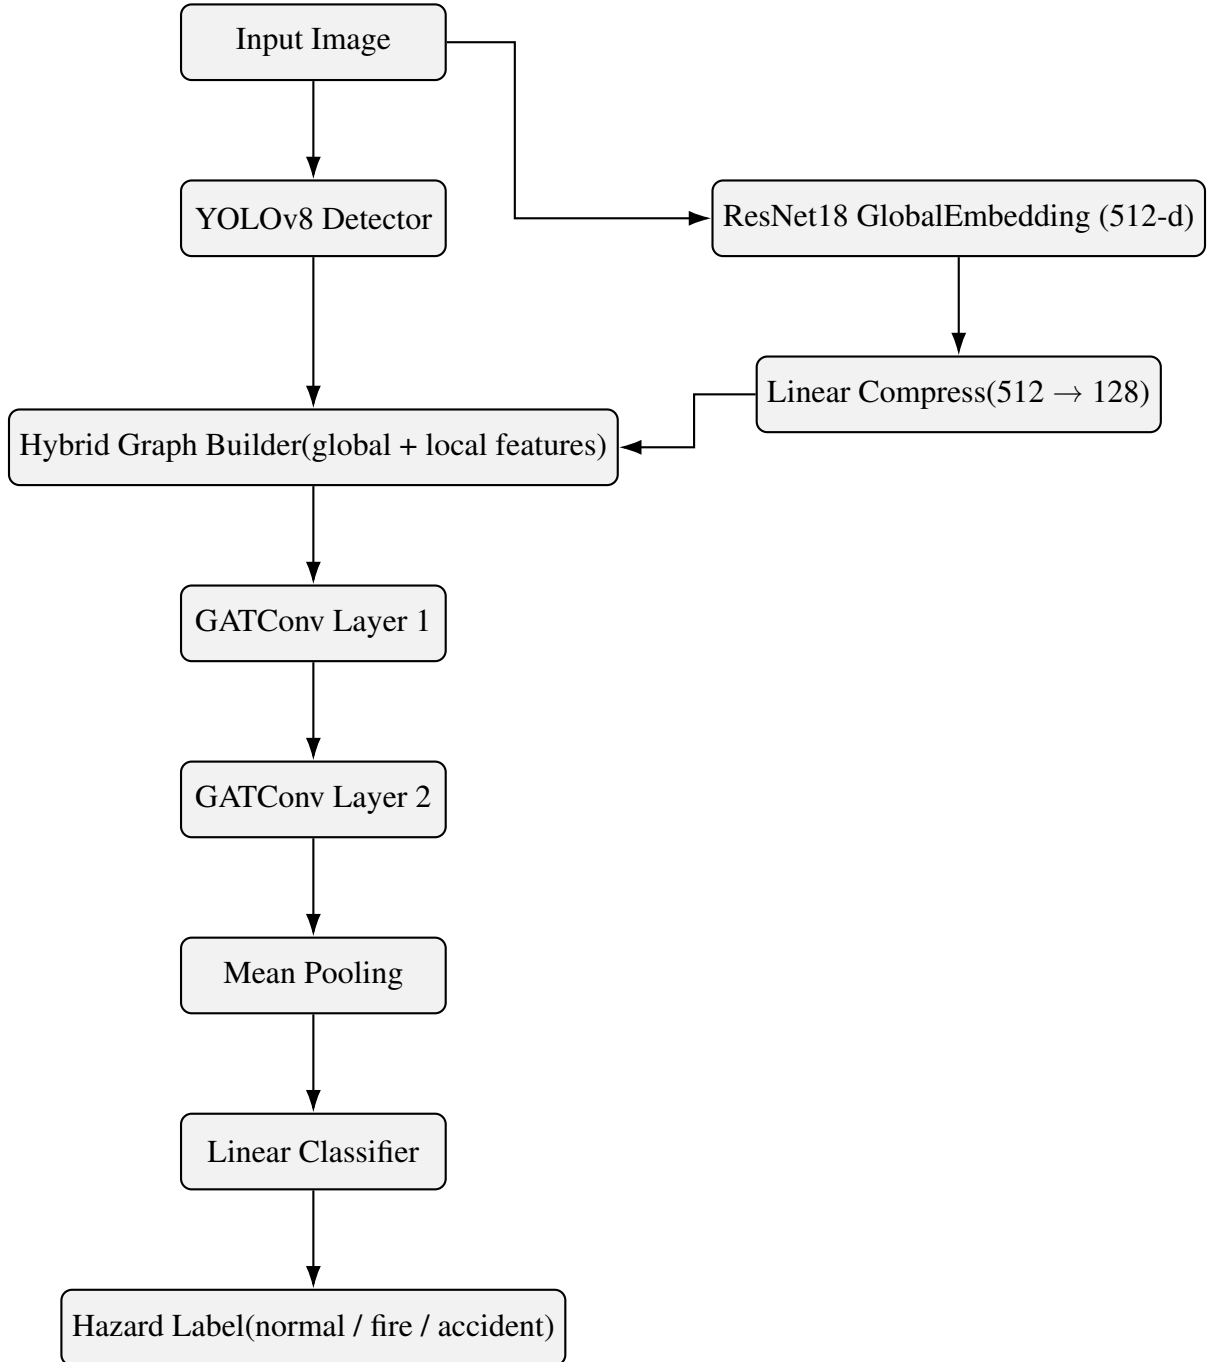 Input Image
YOLOv8 Detector
ResNet18 GlobalEmbedding (512-d)
Linear Compress(512 → 128)
Hybrid Graph Builder(global + local features)
GATConv Layer 1
GATConv Layer 2
Mean Pooling
Linear Classifier
Hazard Label(normal / fire / accident)